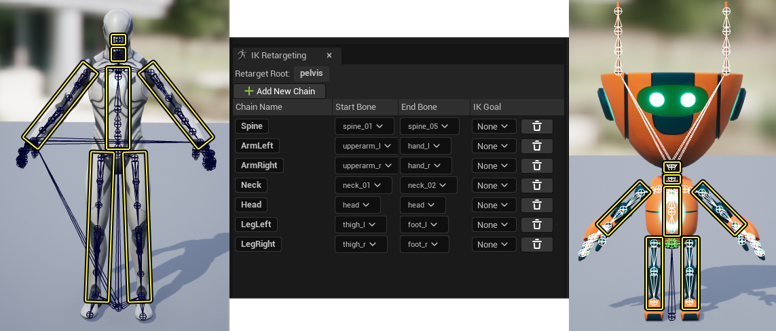 IK Retargeting
Retarget Root: pelvis
Add New Chain
Chain Name Start Bone End Bone IK Goal
Spine spine_01 spine_05 None
ArmLeft upperarm_l hand_l None
ArmRight upperarm_r hand_r None
Neck neck_01 neck_02 None
Head head head None
LegLeft thigh_l foot_l None
LegRight thigh_r foot_r None